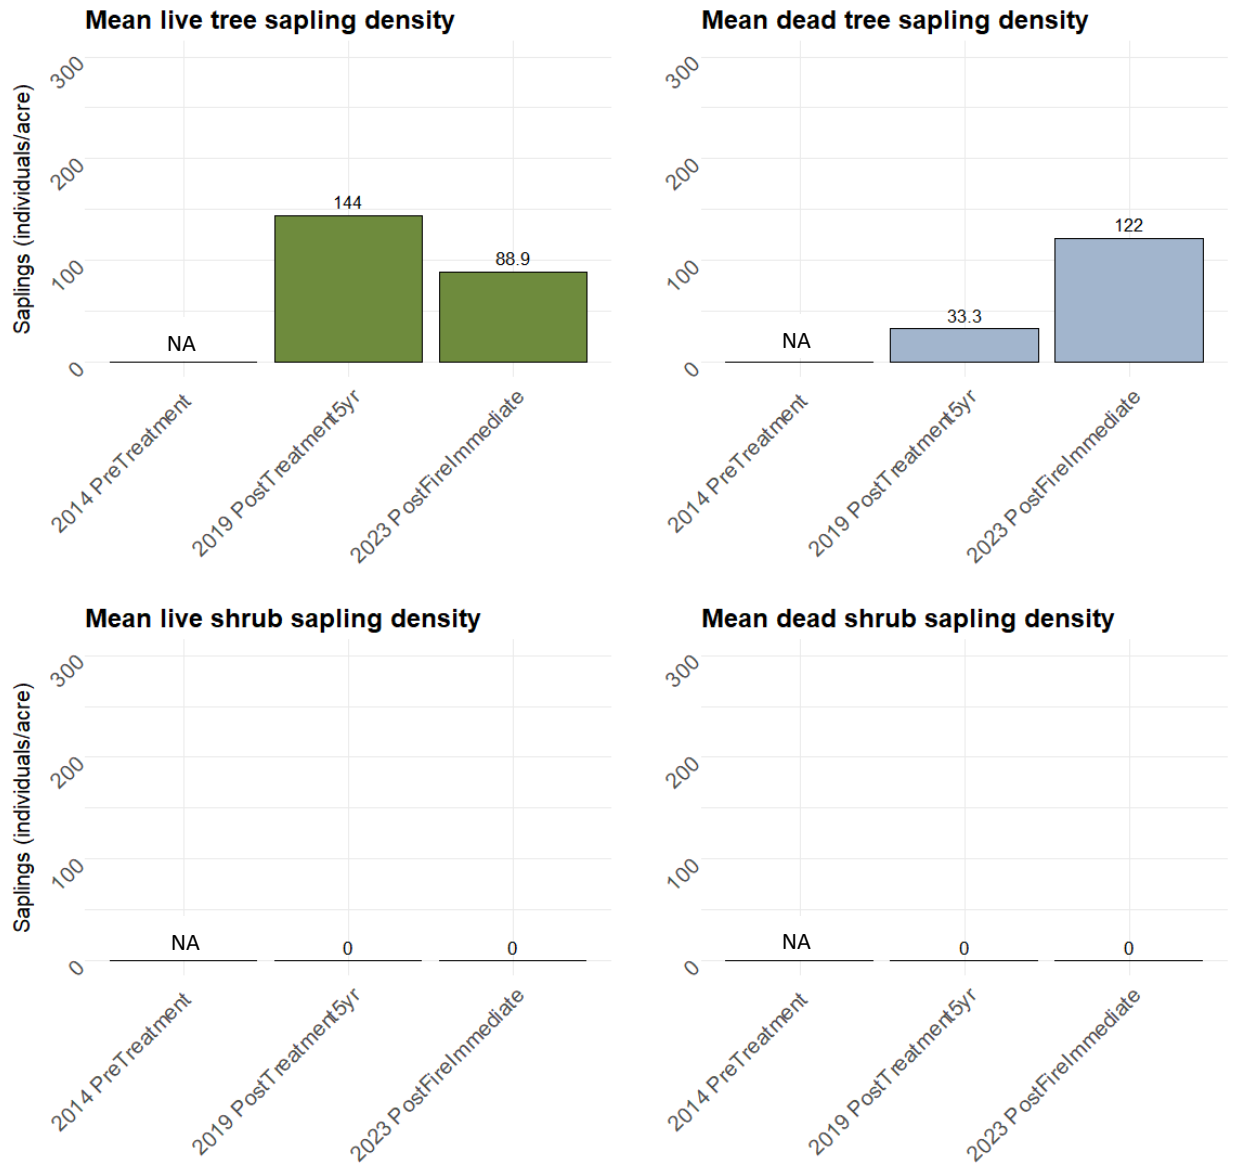 Mean live tree sapling density
Saplings (individuals/acre)
300
200
100
0
NA
144
88.9
2014 PreTreatment
2019 PostTreatment5yr
2023 PostFireImmediate
Mean dead tree sapling density
300
200
100
0
NA
33.3
122
2014 PreTreatment
2019 PostTreatment5yr
2023 PostFireImmediate
Mean live shrub sapling density
Saplings (individuals/acre)
300
200
100
0
NA
0
0
2014 PreTreatment
2019 PostTreatment5yr
2023 PostFireImmediate
Mean dead shrub sapling density
300
200
100
0
NA
0
0
2014 PreTreatment
2019 PostTreatment5yr
2023 PostFireImmediate